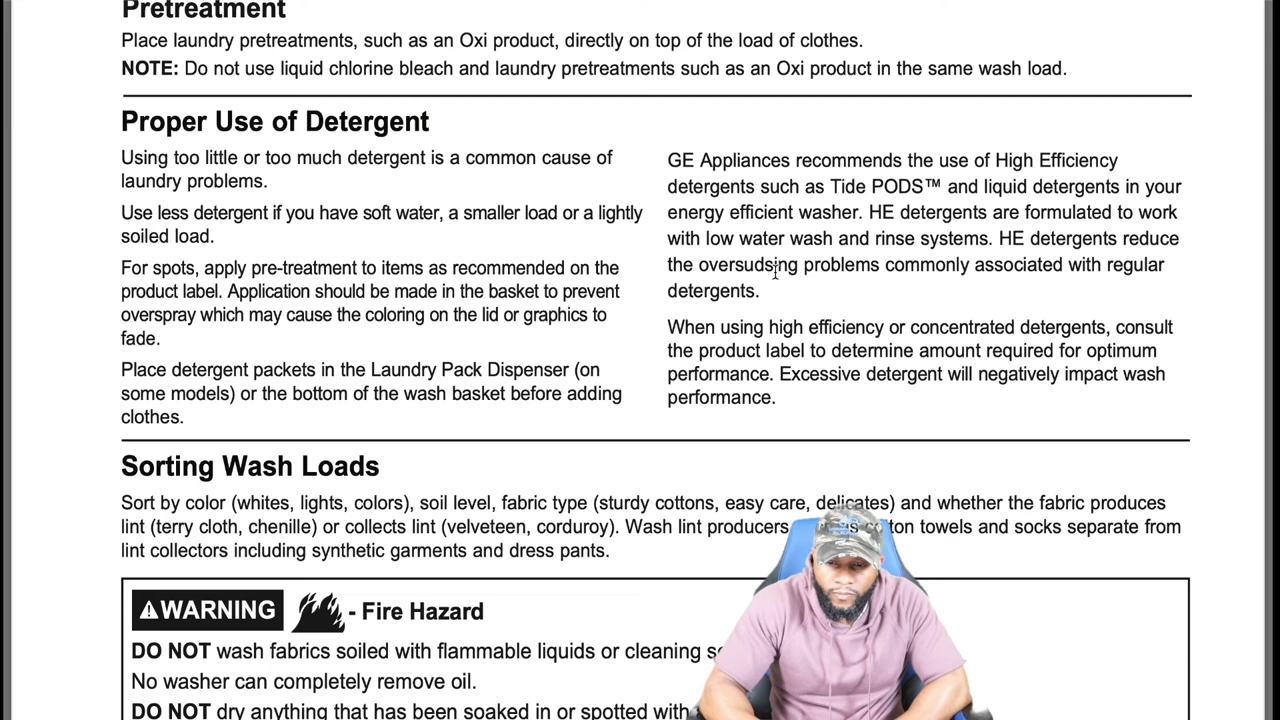 Pretreatment
Place laundry pretreatments, such as an Oxi product, directly on top of the load of clothes.
NOTE: Do not use liquid chlorine bleach and laundry pretreatments such as an Oxi product in the same wash load.
Proper Use of Detergent
Using too little or too much detergent is a common cause of
laundry problems.
Use less detergent if you have soft water, a smaller load or a lightly
soiled load.
For spots, apply pre-treatment to items as recommended on the
product label. Application should be made in the basket to prevent
overspray which may cause the coloring on the lid or graphics to
fade.
Place detergent packets in the Laundry Pack Dispenser (on
some models) or the bottom of the wash basket before adding
clothes.
GE Appliances recommends the use of High Efficiency
detergents such as Tide PODS™ and liquid detergents in your
energy efficient washer. HE detergents are formulated to work
with low water wash and rinse systems. HE detergents reduce
the oversudsing problems commonly associated with regular
detergents.
When using high efficiency or concentrated detergents, consult
the product label to determine amount required for optimum
performance. Excessive detergent will negatively impact wash
performance.
Sorting Wash Loads
Sort by color (whites, lights, colors), soil level, fabric type (sturdy cottons, easy care, delicates) and whether the fabric produces
lint (terry cloth, chenille) or collects lint (velveteen, corduroy). Wash lint producers towels and socks separate from
lint collectors including synthetic garments and dress pants.
WARNING - Fire Hazard
DO NOT wash fabrics soiled with flammable liquids or cleaning
No washer can completely remove oil.
DO NOT dry anything that has been soaked in or spotted with